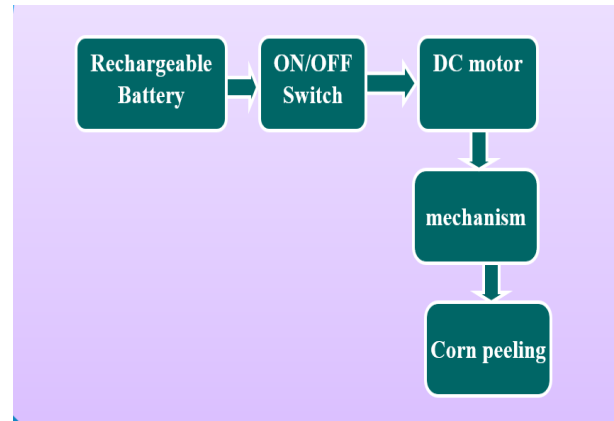 Rechargeable
Battery
ON/OFF
Switch
DC motor
mechanism
Corn peeling